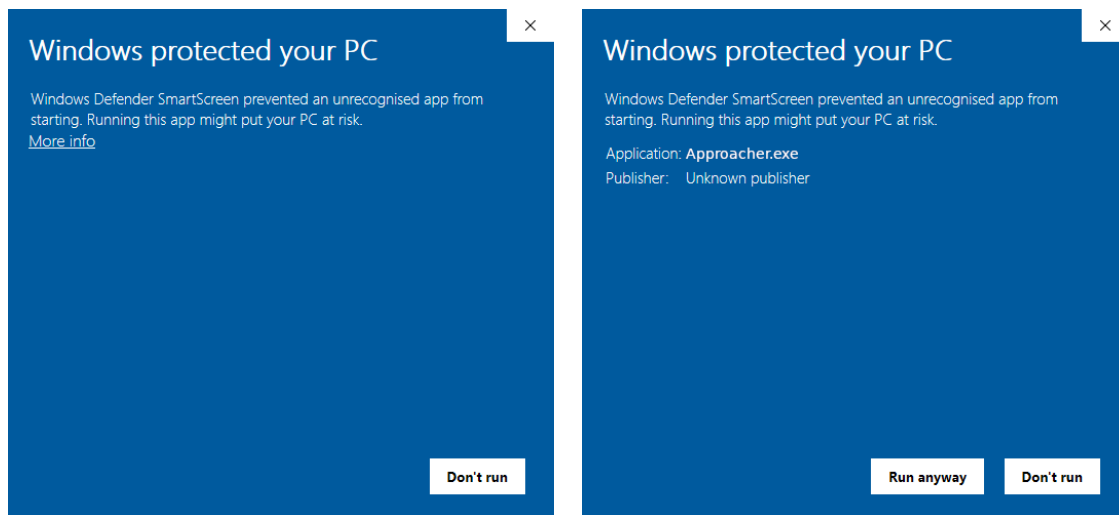 Windows protected your PC
Windows Defender SmartScreen prevented an unrecognised app from
starting. Running this app might put your PC at risk.
More info
Don't run
Windows protected your PC
Windows Defender SmartScreen prevented an unrecognised app from
starting. Running this app might put your PC at risk.
Application: Approacher.exe
Publisher: Unknown publisher
Run anyway Don't run